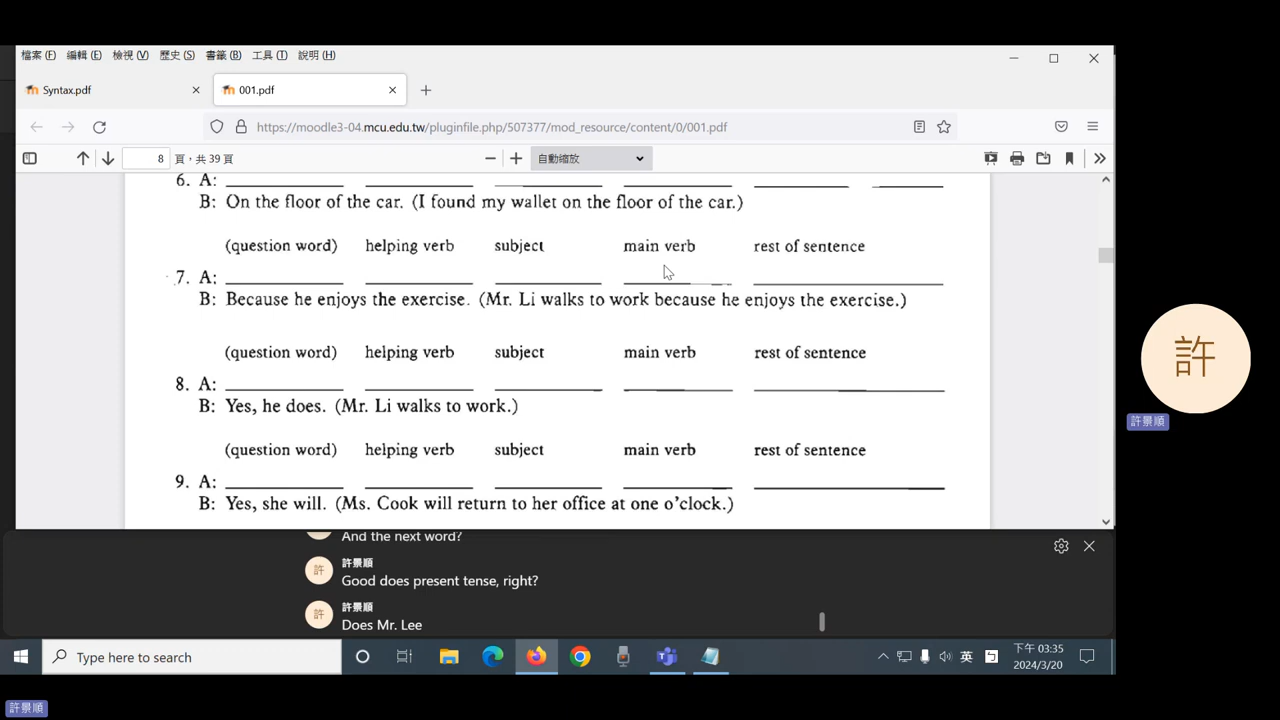 檔案 (F) 編輯 (E) 檢視 (V) 歷史 (S) 書籤 (B) 工具 (T) 說明 (H)
Syntax.pdf
001.pdf
https://moodle3-04.mcu.edu.tw/pluginfile.php/507377/mod_resource/content/0/001.pdf
8 頁，共 39 頁
自動縮放
6. A:
B: On the floor of the car. (I found my wallet on the floor of the car.)
(question word) helping verb subject main verb rest of sentence
7. A:
B: Because he enjoys the exercise. (Mr. Li walks to work because he enjoys the exercise.)
(question word) helping verb subject main verb rest of sentence
8. A:
B: Yes, he does. (Mr. Li walks to work.)
(question word) helping verb subject main verb rest of sentence
9. A:
B: Yes, she will. (Ms. Cook will return to her office at one o'clock.)
許
許景順
許
And the next word?
許景順
許
Good does present tense, right?
許景順
許
Does Mr. Lee
Type here to search
英
下午 03:35
2024/3/20
許景順